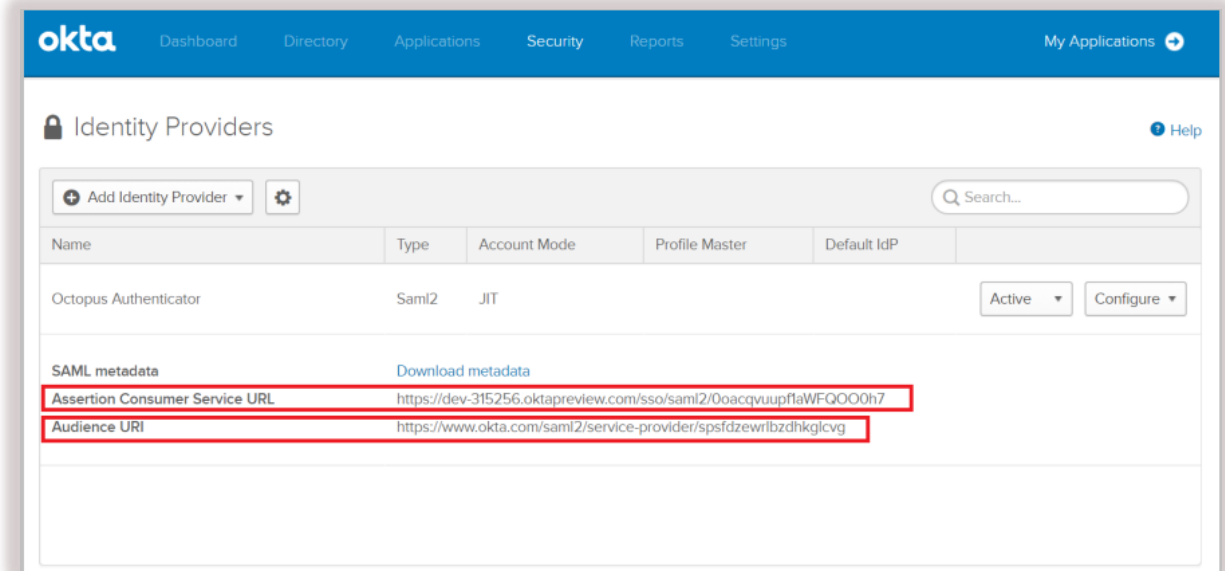 okta Dashboard Directory Applications Security Reports Settings My Applications
Identity Providers
Help
Add Identity Provider
Search...
Name Type Account Mode Profile Master Default IdP
Octopus Authenticator Saml2 JIT Active Configure
SAML metadata Download metadata
Assertion Consumer Service URL https://dev-315256.oktapreview.com/sso/saml2/0oacqvuupf1aWFQOO0h7
Audience URI https://www.okta.com/saml2/service-provider/spsfdzewrlbzdhkglcvg